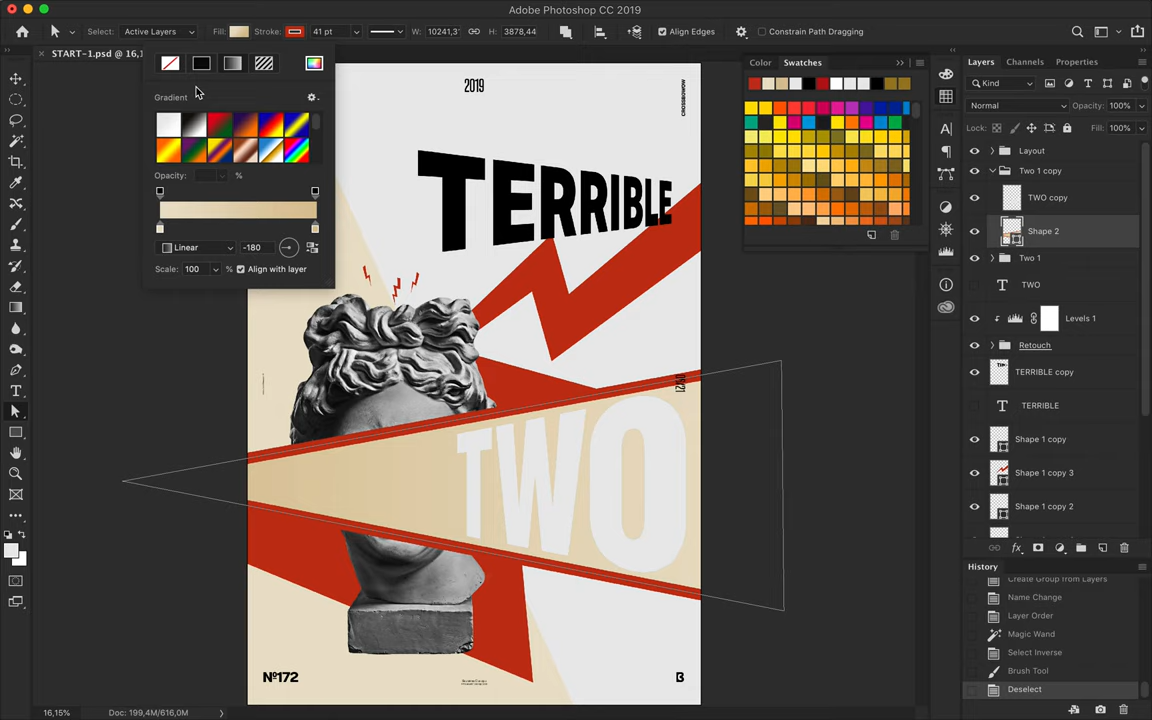 Adobe Photoshop CC 2019
Select:
Active Layers
Fill:
Stroke:
41 pt
W:
10241,3
H:
3878,44
Align Edges
Constrain Path Dragging
START-1.psd @ 16,1
Gradient
Opacity:
%
Linear
-180
Scale:
100
%
Align with layer
2019
CROSSBOWOW
TERRIBLE
TWO
№172
B
Color
Swatches
Layers
Channels
Properties
Kind
Normal
Opacity:
100%
Lock:
Fill:
100%
Layout
Two 1 copy
TWO copy
Shape 2
Two 1
TWO
Levels 1
Retouch
TERRIBLE copy
TERRIBLE
Shape 1 copy
Shape 1 copy 3
Shape 1 copy 2
fx
History
Create Group from Layers
Name Change
Layer Order
Magic Wand
Select Inverse
Brush Tool
Deselect
16,15%
Doc: 199,4M/616,0M